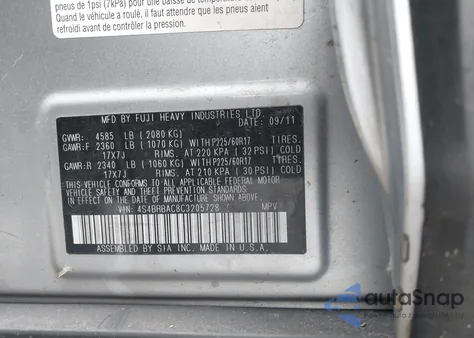 pneus de 1psi (7kPa) pour une baisse de température
Quand le véhicule a roulé, il faut que les pneus aient
refroidi avant de contrôler la pression.
MFD BY FUJI HEAVY INDUSTRIES LTD.
DATE: 09/11
GVWR: 4585 LB (2080 KG)
GAWR:F 2360 LB (1070 KG) WITH P225/60R17 TIRES.
17X7J RIMS. AT 220 KPA ( 32 PSI) COLD
GAWR:R 2340 LB (1060 KG) WITH P225/60R17 TIRES.
17X7J RIMS. AT 210 KPA ( 30 PSI) COLD
THIS VEHICLE CONFORMS TO ALL APPLICABLE FEDERAL MOTOR
VEHICLE SAFETY AND THEFT PREVENTION STANDARDS IN EFFECT ON
THE DATE OF MANUFACTURE SHOWN ABOVE.
VIN: 4S4BRBAC8C3205728 MPV
ASSEMBLED BY SIA INC. MADE IN U.S.A.
autoSnap